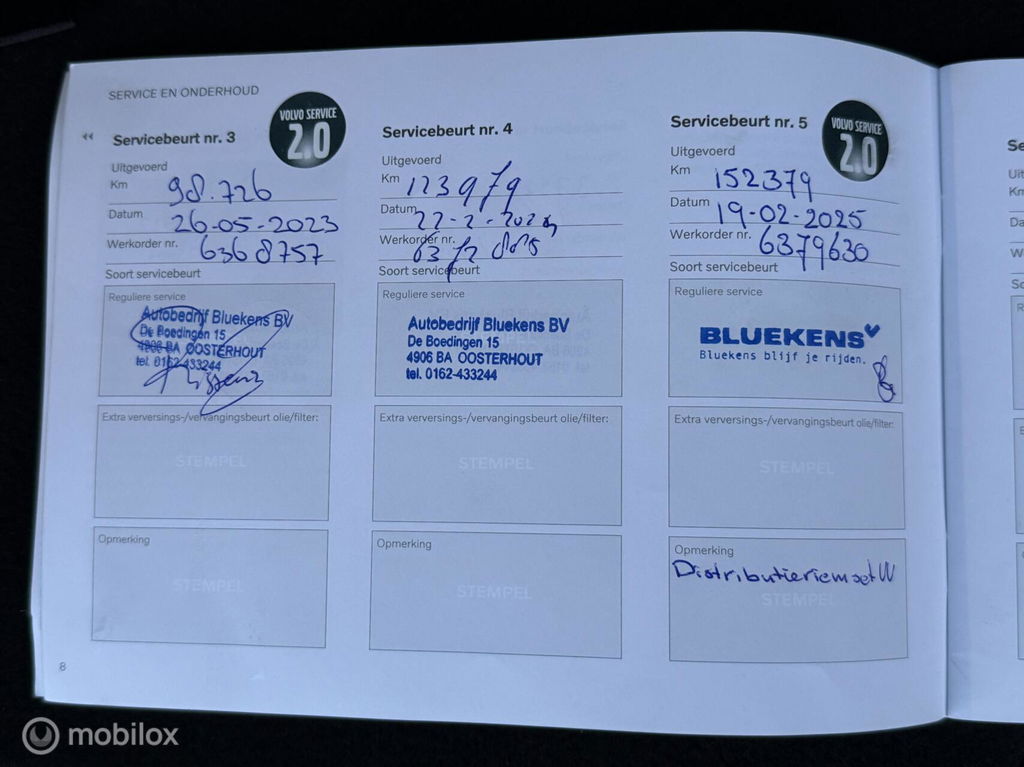 SERVICE EN ONDERHOUD
Servicebeurt nr. 3
VOLVO SERVICE
2.0
Uitgevoerd
Km 98.726
Datum 26-05-2023
Werkorder nr. 6368757
Soort servicebeurt
Reguliere service
Autobedrijf Bluekens BV
De Boedingen 15
4906 BA OOSTERHOUT
tel. 0162-433244
Extra verversings-/vervangingsbeurt olie/filter:
STEMPEL
Opmerking
STEMPEL
Servicebeurt nr. 4
Uitgevoerd
Km 123979
Datum
Werkorder nr.
Soort servicebeurt
Reguliere service
Autobedrijf Bluekens BV
De Boedingen 15
4906 BA OOSTERHOUT
tel. 0162-433244
Extra verversings-/vervangingsbeurt olie/filter:
STEMPEL
Opmerking
STEMPEL
Servicebeurt nr. 5
VOLVO SERVICE
2.0
Uitgevoerd
Km 152379
Datum 19-02-2025
Werkorder nr. 6379630
Soort servicebeurt
Reguliere service
BLUEKENS
Bluekens blijf je rijden.
Extra verversings-/vervangingsbeurt olie/filter:
STEMPEL
Opmerking
Distributieriemset VV
STEMPEL
8
mobilox